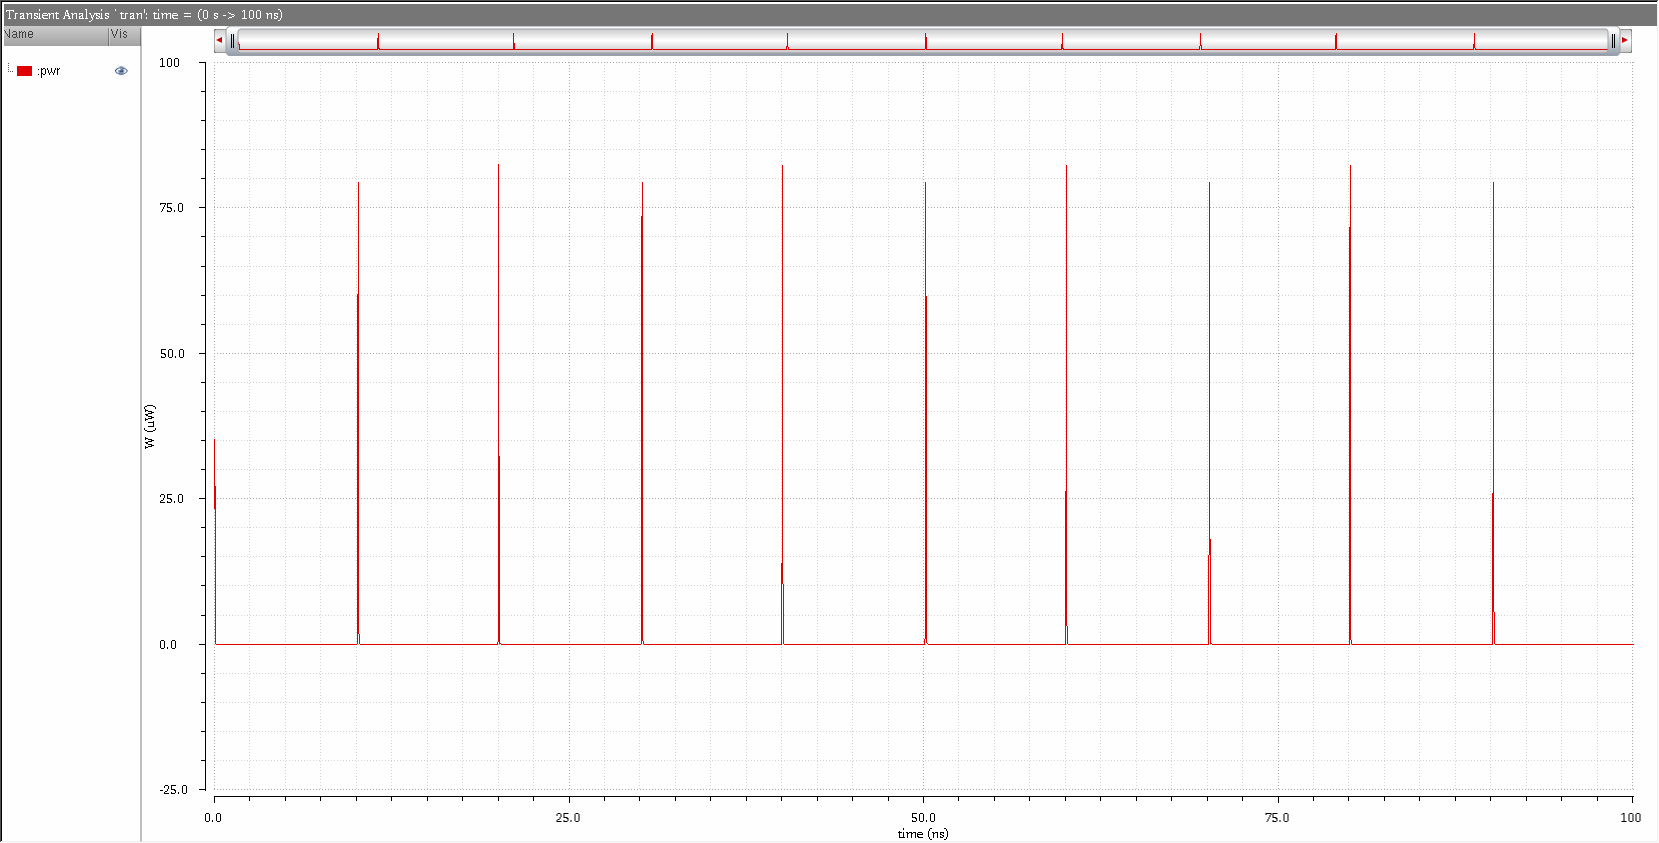 Transient Analysis `tran': time = (0 s -> 100 ns)
Name Vis
:pwr
100
75.0
50.0
25.0
0.0
-25.0
W (uW)
0.0 25.0 50.0 75.0 100
time (ns)